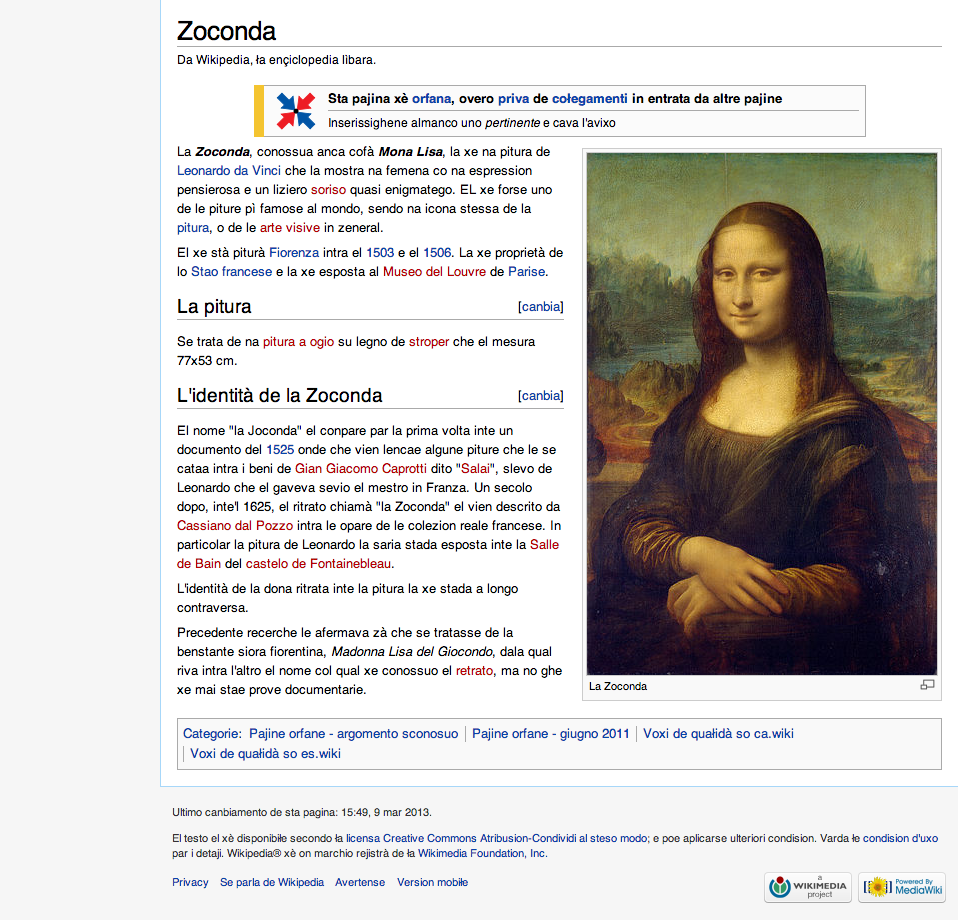 Zoconda
Da Wikipedia, ła ençiclopedia lìbara.
Sta pajina xè orfana, overo priva de cołegamenti in entrata da altre pajine
Inserissighene almanco uno pertinente e cava l'avixo
La Zoconda, conossua anca cofà Mona Lisa, la xe na pitura de
Leonardo da Vinci che la mostra na femena co na espression
pensierosa e un liziero soriso quasi enigmatego. EL xe forse uno
de le piture pì famose al mondo, sendo na icona stessa de la
pitura, o de le arte visive in zeneral.
El xe stà piturà Fiorenza intra el 1503 e el 1506. La xe proprietà de
lo Stao francese e la xe esposta al Museo del Louvre de Parise.
La pitura [canbia]
Se trata de na pitura a ogio su legno de stroper che el mesura
77x53 cm.
L'identità de la Zoconda [canbia]
El nome "la Joconda" el conpare par la prima volta inte un
documento del 1525 onde che vien lencae algune piture che le se
cataa intra i beni de Gian Giacomo Caprotti dito "Salai", slevo de
Leonardo che el gaveva sevio el mestro in Franza. Un secolo
dopo, inte'l 1625, el ritrato chiamà "la Zoconda" el vien descrito da
Cassiano dal Pozzo intra le opare de le colezion reale francese. In
particolar la pitura de Leonardo la saria stada esposta inte la Salle
de Bain del castelo de Fontainebleau.
L'identità de la dona ritrata inte la pitura la xe stada a longo
contraversa.
Precedente recerche le afermava zà che se tratasse de la
benstante siora fiorentina, Madonna Lisa del Giocondo, dala qual
riva intra l'altro el nome col qual xe conossuo el retrato, ma no ghe
xe mai stae prove documentarie.
La Zoconda
Categorie: Pajine orfane - argomento sconosuo | Pajine orfane - giugno 2011 | Voxi de qualidà so ca.wiki
| Voxi de qualidà so es.wiki
Ultimo canbiamento de sta pagina: 15:49, 9 mar 2013.
El testo el xè disponibiłe secondo ła licensa Creative Commons Atribusion-Condividi al steso modo; e poe aplicarse ulteriori condision. Varda łe condision d'uxo
par i detaji. Wikipedia® xè on marchio rejistrà de ła Wikimedia Foundation, Inc.
Privacy Se parla de Wikipedia Avertense Version mobiłe
a
WIKIMEDIA
project
Powered By
MediaWiki